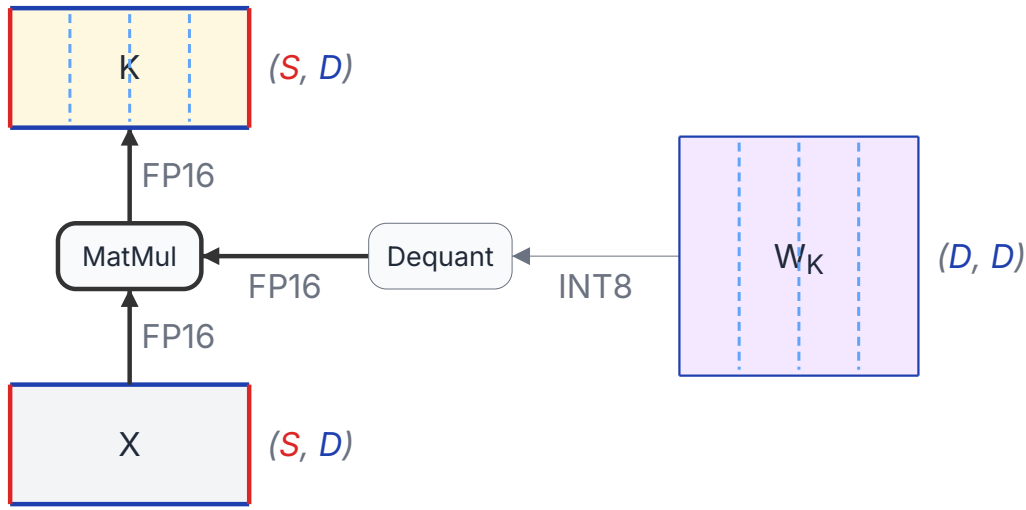 K
(S, D)
FP16
MatMul
FP16
Dequant
INT8
W_K
(D, D)
FP16
X
(S, D)